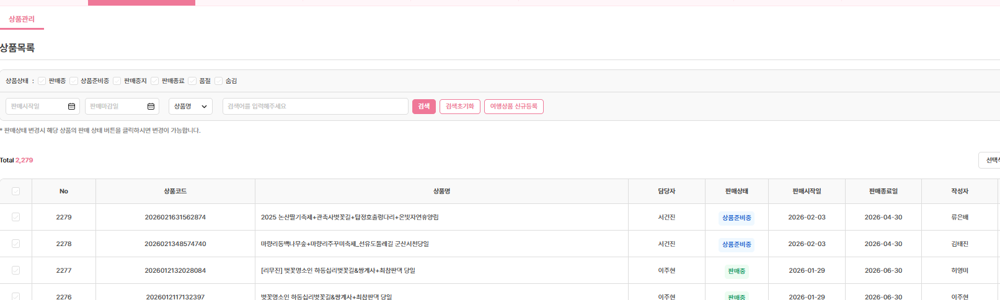 상품관리
상품목록
상품상태 : 판매중 상품준비중 판매중지 판매종료 품절 숨김
판매시작일 판매마감일 상품명 검색어를 입력해주세요 검색 검색초기화 여행상품 신규등록
* 판매상태 변경시 해당 상품의 판매 상태 버튼을 클릭하시면 변경이 가능합니다.
Total 2,279
No 상품코드 상품명 담당자 판매상태 판매시작일 판매종료일 작성자
2279 2026021631562874 2025 논산딸기축제+관촉사벚꽃길+탑정호출렁다리+온빛자연휴양림 서건진 상품준비중 2026-02-03 2026-04-30 류은배
2278 2026021348574740 마량리동백나무숲+마량리주꾸미축제_선유도둘레길 군산서천당일 서건진 상품준비중 2026-02-03 2026-04-30 김태진
2277 2026012132028084 [리무진] 벚꽃명소인 하동십리벚꽃길&쌍계사+최참판댁 당일 이주현 판매중 2026-01-29 2026-06-30 허영미
2276 2026012117132397 벚꽃명소인 하동십리벚꽃길&쌍계사+최참판댁 당일 이주현 판매중 2026-01-29 2026-06-30 이주현